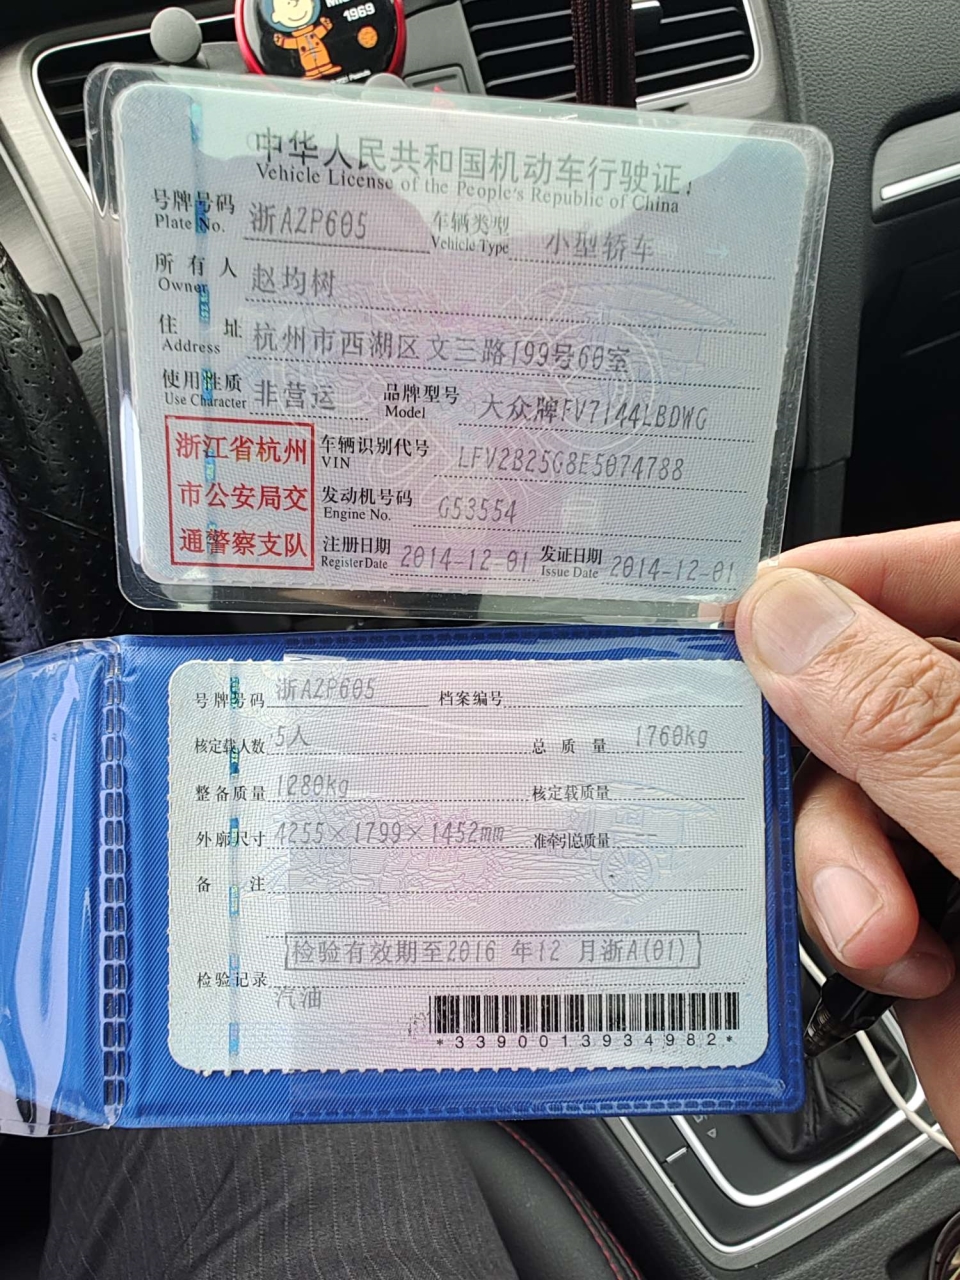 1969
中华人民共和国机动车行驶证
Vehicle License of the People's Republic of China
号牌号码 浙AZP605 车辆类型 小型轿车
Plate No. Vehicle Type
所有人 赵均树
Owner
住址 杭州市西湖区文三路199号60室
Address
使用性质 非营运 品牌型号 大众牌FV7144LBDWG
Use Character Model
浙江省杭州
市公安局交
通警察支队
车辆识别代号 LFV2B25G8E5074788
VIN
发动机号码 G53554
Engine No.
注册日期 2014-12-01 发证日期 2014-12-01
Register Date Issue Date
号牌号码 浙AZP605 档案编号
核定载人数 5人 总质量 1760kg
整备质量 1280kg 核定载质量 --
外廓尺寸 4255×1799×1452mm 准牵引总质量 --
备注
检验有效期至2016 年12 月浙A(01)
检验记录
汽油
*3390013934982*